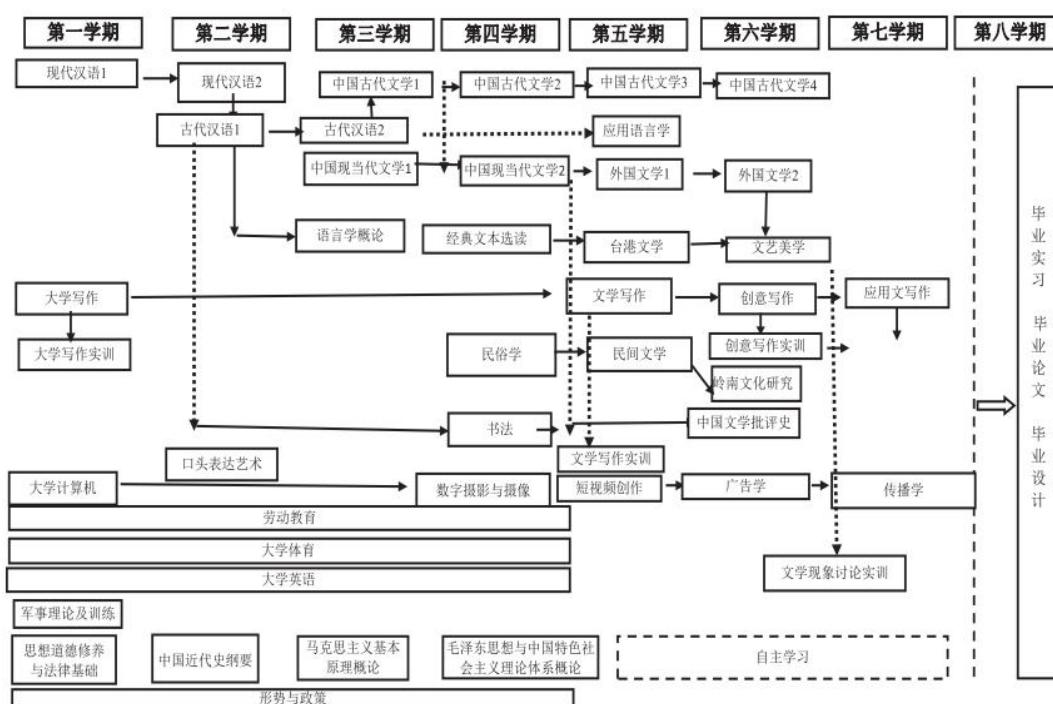 第一学期
第二学期
第三学期
第四学期
第五学期
第六学期
第七学期
第八学期
现代汉语1
现代汉语2
中国古代文学1
中国古代文学2
中国古代文学3
中国古代文学4
古代汉语1
古代汉语2
应用语言学
中国现当代文学1
中国现当代文学2
外国文学1
外国文学2
语言学概论
经典文本选读
台港文学
文艺美学
大学写作
文学写作
创意写作
应用文写作
大学写作实训
民俗学
民间文学
创意写作实训
岭南文化研究
书法
中国文学批评史
口头表达艺术
文学写作实训
大学计算机
数字摄影与摄像
短视频创作
广告学
传播学
劳动教育
大学体育
大学英语
文学现象讨论实训
军事理论及训练
思想道德修养
与法律基础
中国近代史纲要
马克思主义基本
原理概论
毛泽东思想与中国特色社
会主义理论体系概论
自主学习
形势与政策
毕业实习 毕业论文 毕业设计